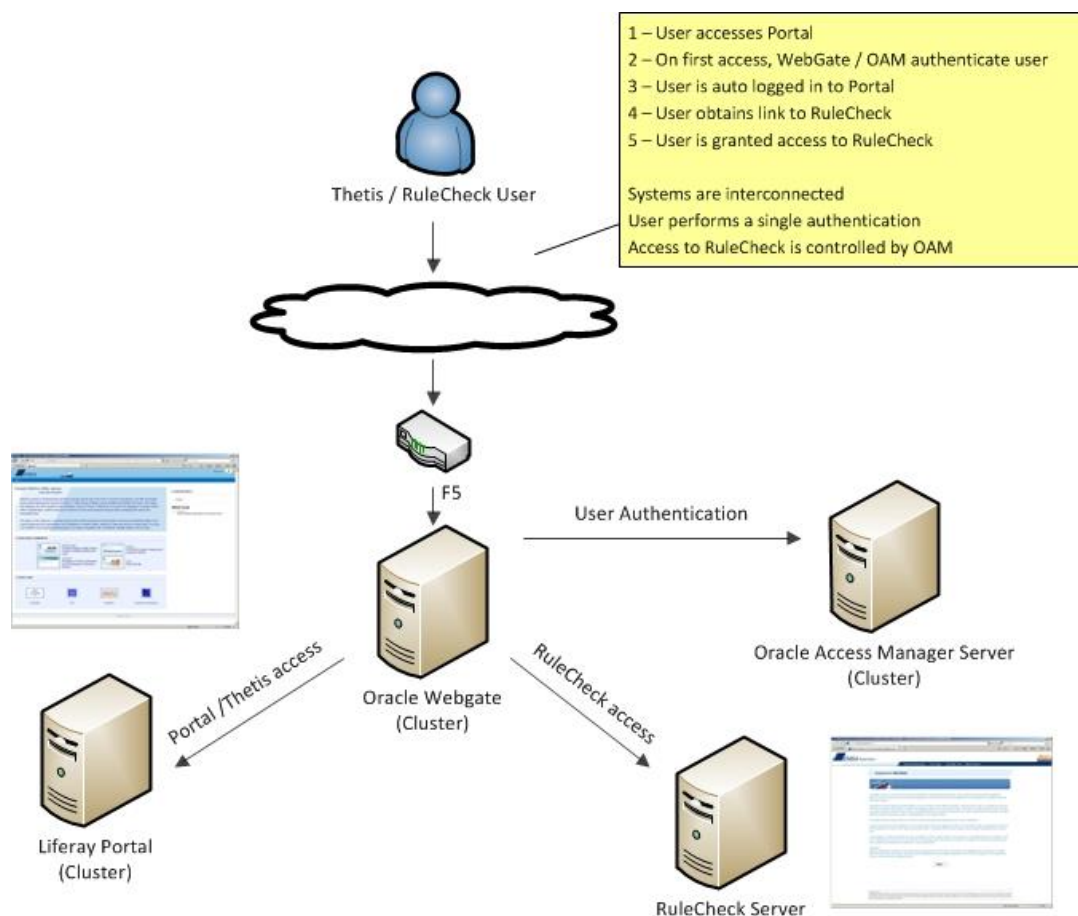 1 – User accesses Portal
2 – On first access, WebGate / OAM authenticate user
3 – User is auto logged in to Portal
4 – User obtains link to RuleCheck
5 – User is granted access to RuleCheck
Systems are interconnected
User performs a single authentication
Access to RuleCheck is controlled by OAM
Thetis / RuleCheck User
F5
User Authentication
Oracle Access Manager Server
(Cluster)
Oracle Webgate
(Cluster)
Portal /Thetis access
RuleCheck access
Liferay Portal
(Cluster)
RuleCheck Server